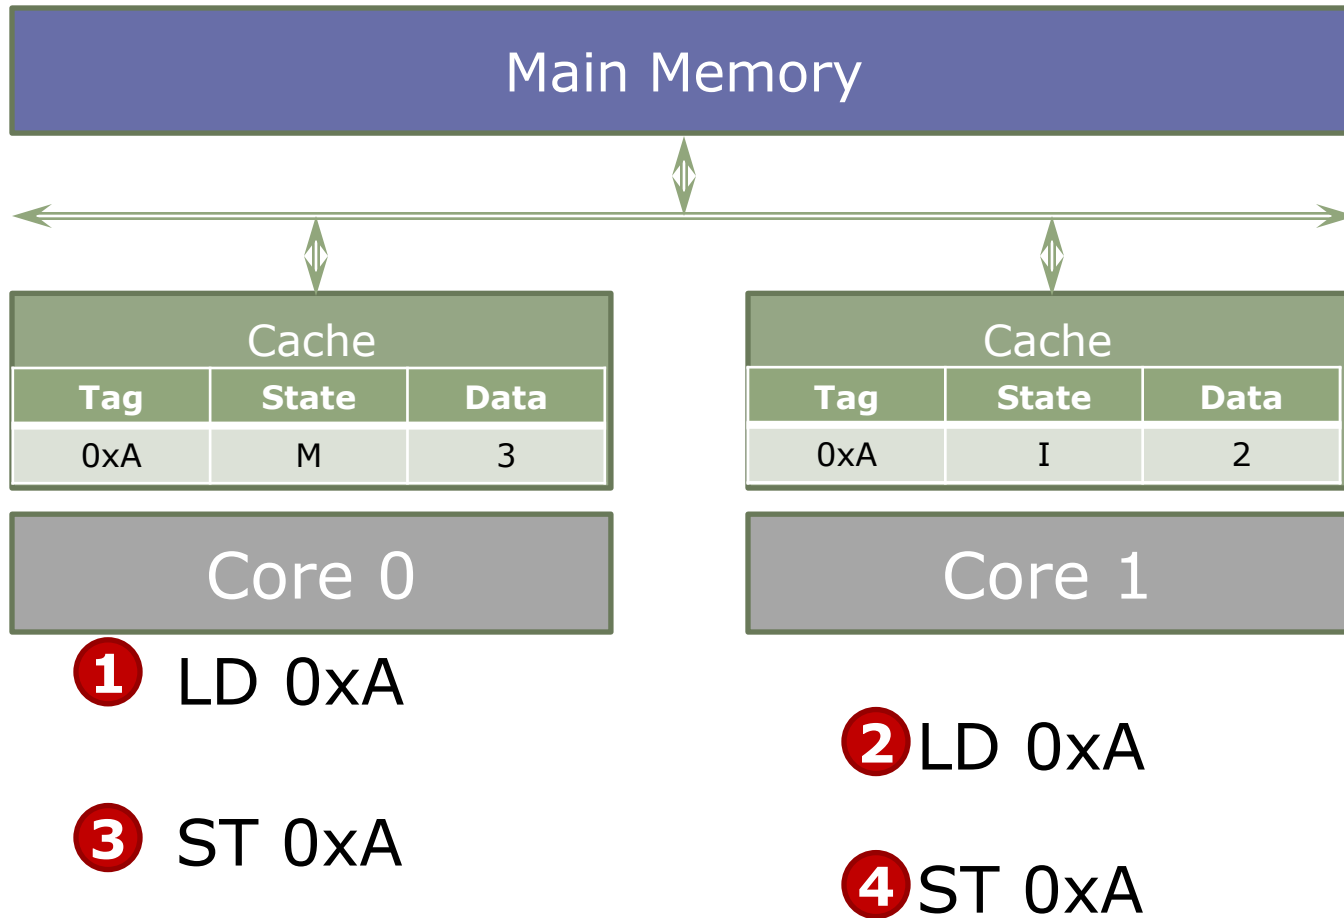 Main Memory
Cache
Tag State Data
0xA M 3
Cache
Tag State Data
0xA I 2
Core 0
Core 1
1 LD 0xA
2 LD 0xA
3 ST 0xA
4 ST 0xA